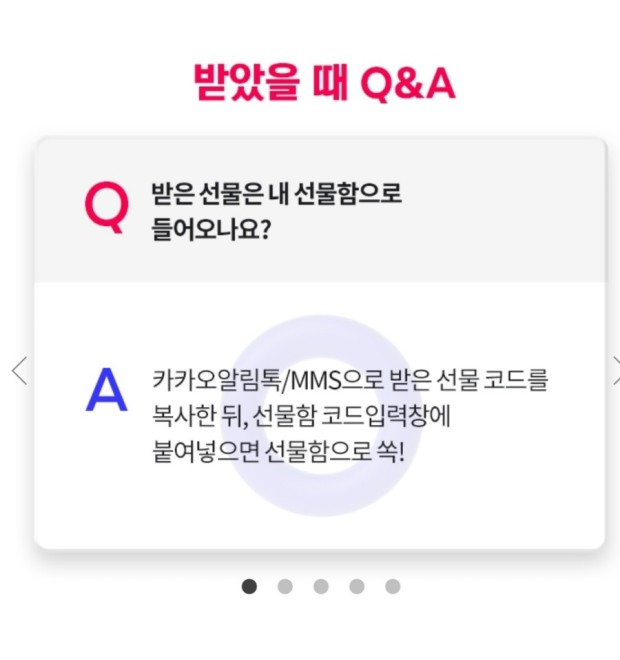 받았을 때 Q&A
Q 받은 선물은 내 선물함으로
들어오나요?
A 카카오알림톡/MMS으로 받은 선물 코드를
복사한 뒤, 선물함 코드입력창에
붙여넣으면 선물함으로 쏙!